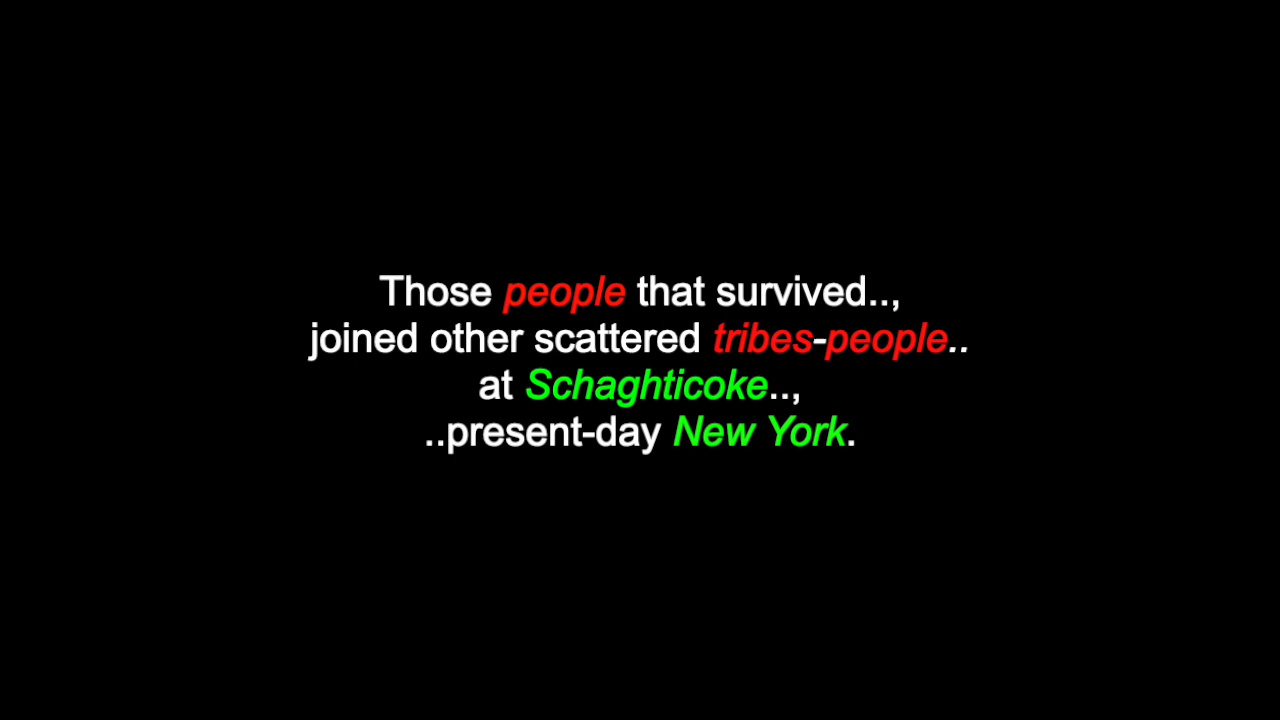 Those people that survived..,
joined other scattered tribes-people..
at Schaghticoke..,
..present-day New York.